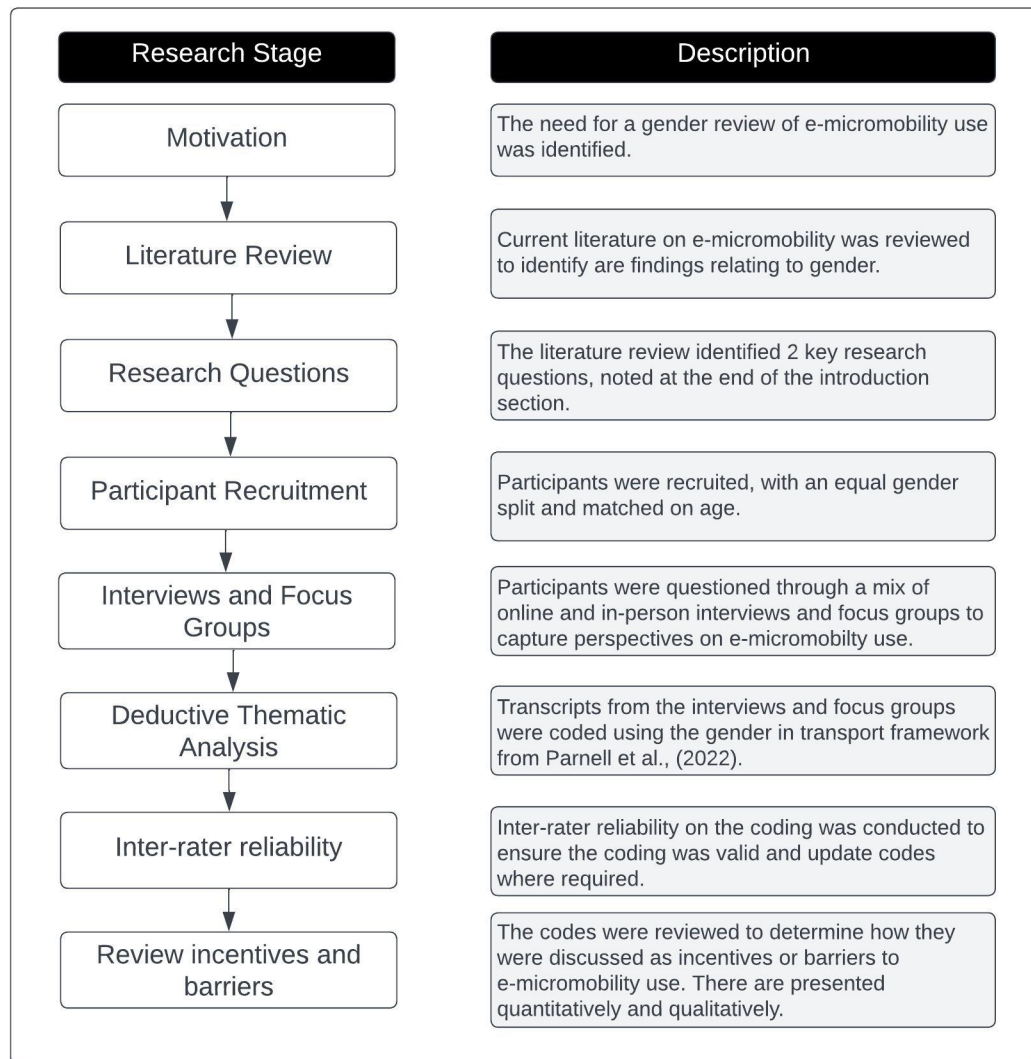 Research Stage
Description
Motivation
The need for a gender review of e-micromobility use
was identified.
Literature Review
Current literature on e-micromobility was reviewed
to identify are findings relating to gender.
Research Questions
The literature review identified 2 key research
questions, noted at the end of the introduction
section.
Participant Recruitment
Participants were recruited, with an equal gender
split and matched on age.
Interviews and Focus
Groups
Participants were questioned through a mix of
online and in-person interviews and focus groups to
capture perspectives on e-micromobilty use.
Deductive Thematic
Analysis
Transcripts from the interviews and focus groups
were coded using the gender in transport framework
from Parnell et al., (2022).
Inter-rater reliability
Inter-rater reliability on the coding was conducted to
ensure the coding was valid and update codes
where required.
Review incentives and
barriers
The codes were reviewed to determine how they
were discussed as incentives or barriers to
e-micromobility use. There are presented
quantitatively and qualitatively.